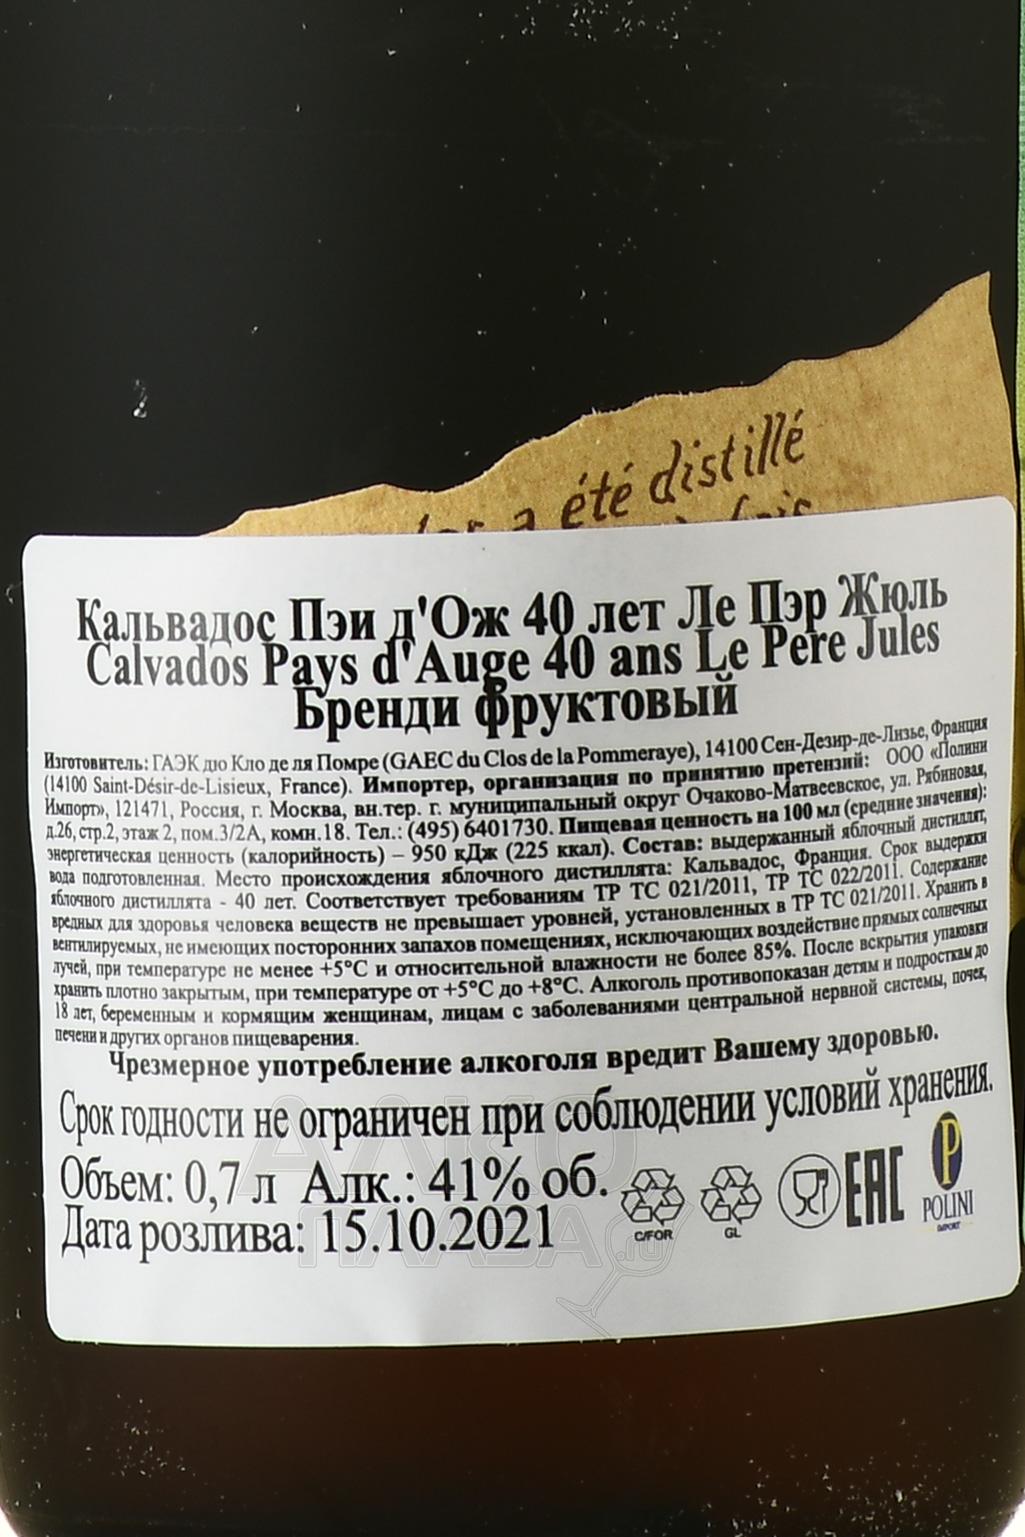 a été distillé
Кальвадос Пэи д'Ож 40 лет Ле Пэр Жюль
Calvados Pays d'Auge 40 ans Le Pere Jules
Бренди фруктовый
Изготовитель: ГАЭК дю Кло де ля Помре (GAEC du Clos de la Pommeraye), 14100 Сен-Дезир-де-Лизье, Франция
(14100 Saint-Désir-de-Lisieux, France). Импортер, организация по принятию претензий: ООО «Полини
Импорт», 121471, Россия, г. Москва, вн.тер. г. муниципальный округ Очаково-Матвеевское, ул. Рябиновая,
д.26, стр.2, этаж 2, пом.3/2А, комн.18. Тел.: (495) 6401730. Пищевая ценность на 100 мл (средние значения):
энергетическая ценность (калорийность) – 950 кДж (225 ккал). Состав: выдержанный яблочный дистиллят,
вода подготовленная. Место происхождения яблочного дистиллята: Кальвадос, Франция. Срок выдержки
яблочного дистиллята - 40 лет. Соответствует требованиям ТР ТС 021/2011, ТР ТС 022/2011. Содержание
вредных для здоровья человека веществ не превышает уровней, установленных в ТР ТС 021/2011. Хранить в
вентилируемых, не имеющих посторонних запахов помещениях, исключающих воздействие прямых солнечных
лучей, при температуре не менее +5°С и относительной влажности не более 85%. После вскрытия упаковки
хранить плотно закрытым, при температуре от +5°С до +8°С. Алкоголь противопоказан детям и подросткам до
18 лет, беременным и кормящим женщинам, лицам с заболеваниями центральной нервной системы, почек,
печени и других органов пищеварения.
Чрезмерное употребление алкоголя вредит Вашему здоровью.
Срок годности не ограничен при соблюдении условий хранения.
Объем: 0,7 л Алк.: 41% об.
Дата розлива: 15.10.2021
C/FOR
GL
EAC
P
POLINI
IMPORT
АЛКО
ПЛАЗА
.ru